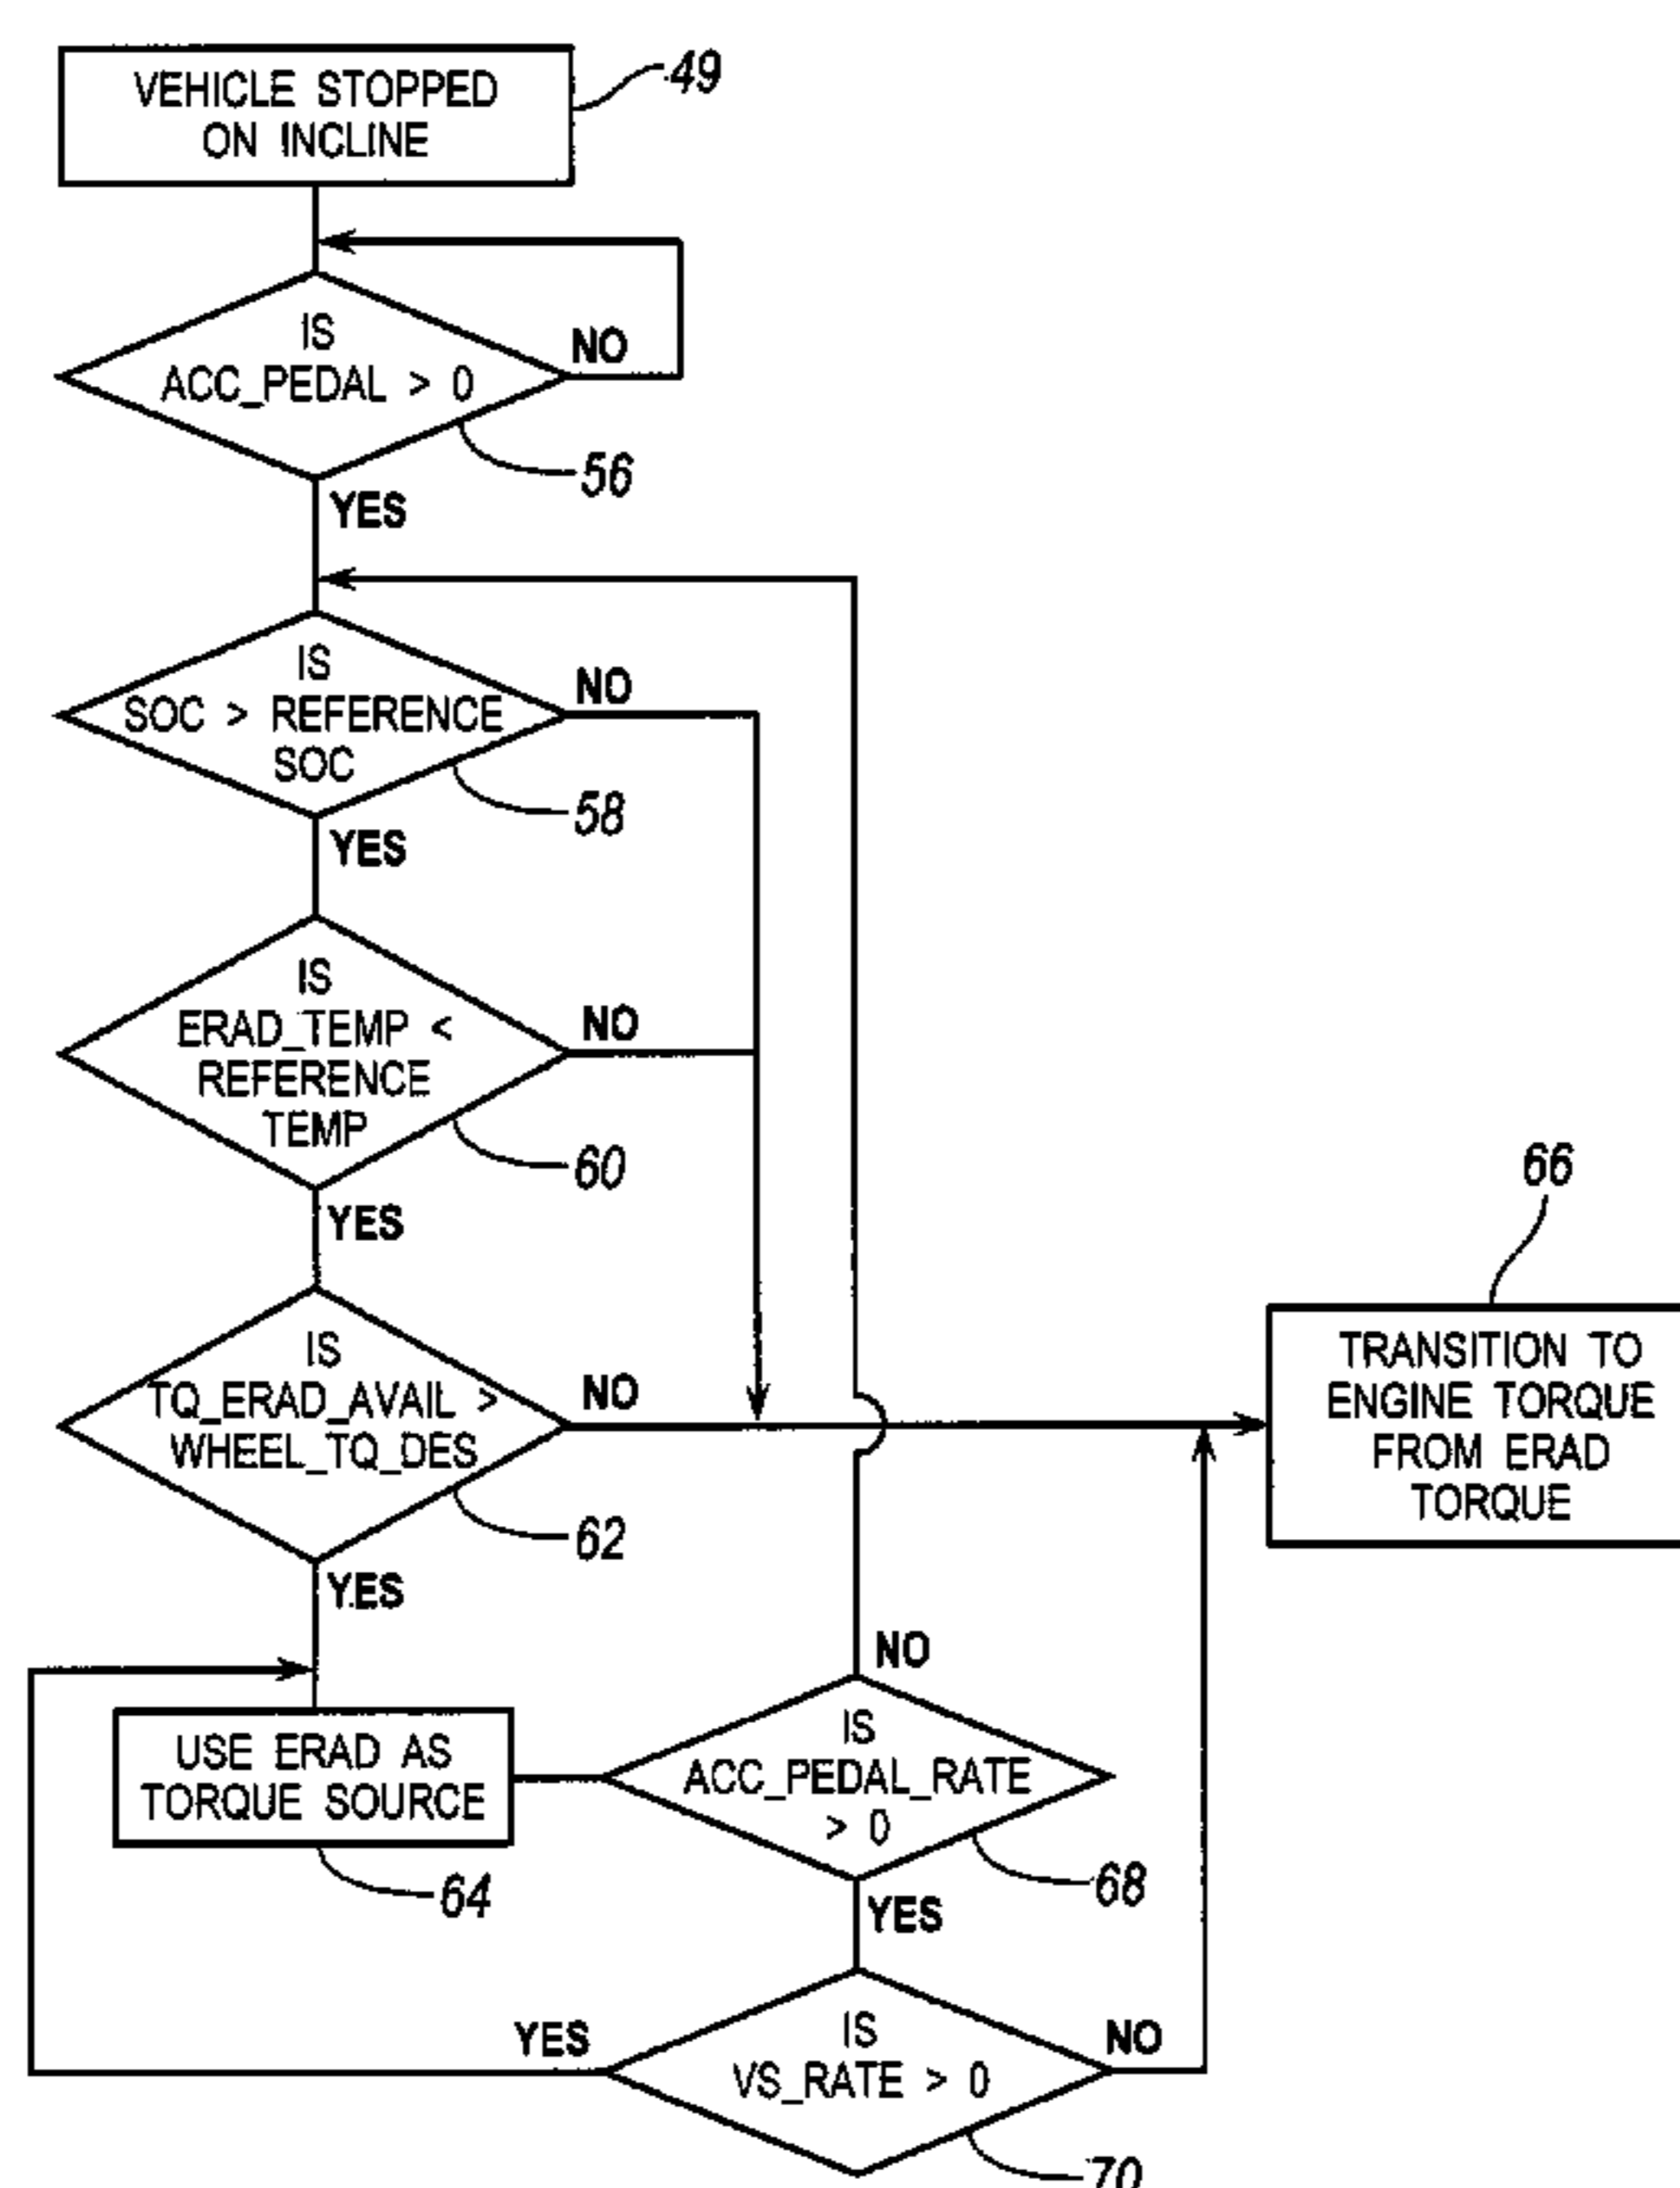 VEHICLE STOPPED
ON INCLINE
49
IS
ACC_PEDAL > 0
NO
56
YES
IS
SOC > REFERENCE
SOC
NO
58
YES
IS
ERAD_TEMP <
REFERENCE
TEMP
NO
60
YES
IS
TQ_ERAD_AVAIL >
WHEEL_TQ_DES
NO
62
YES
66
TRANSITION TO
ENGINE TORQUE
FROM ERAD
TORQUE
USE ERAD AS
TORQUE SOURCE
64
NO
IS
ACC_PEDAL_RATE
> 0
68
YES
YES
IS
VS_RATE > 0
NO
70